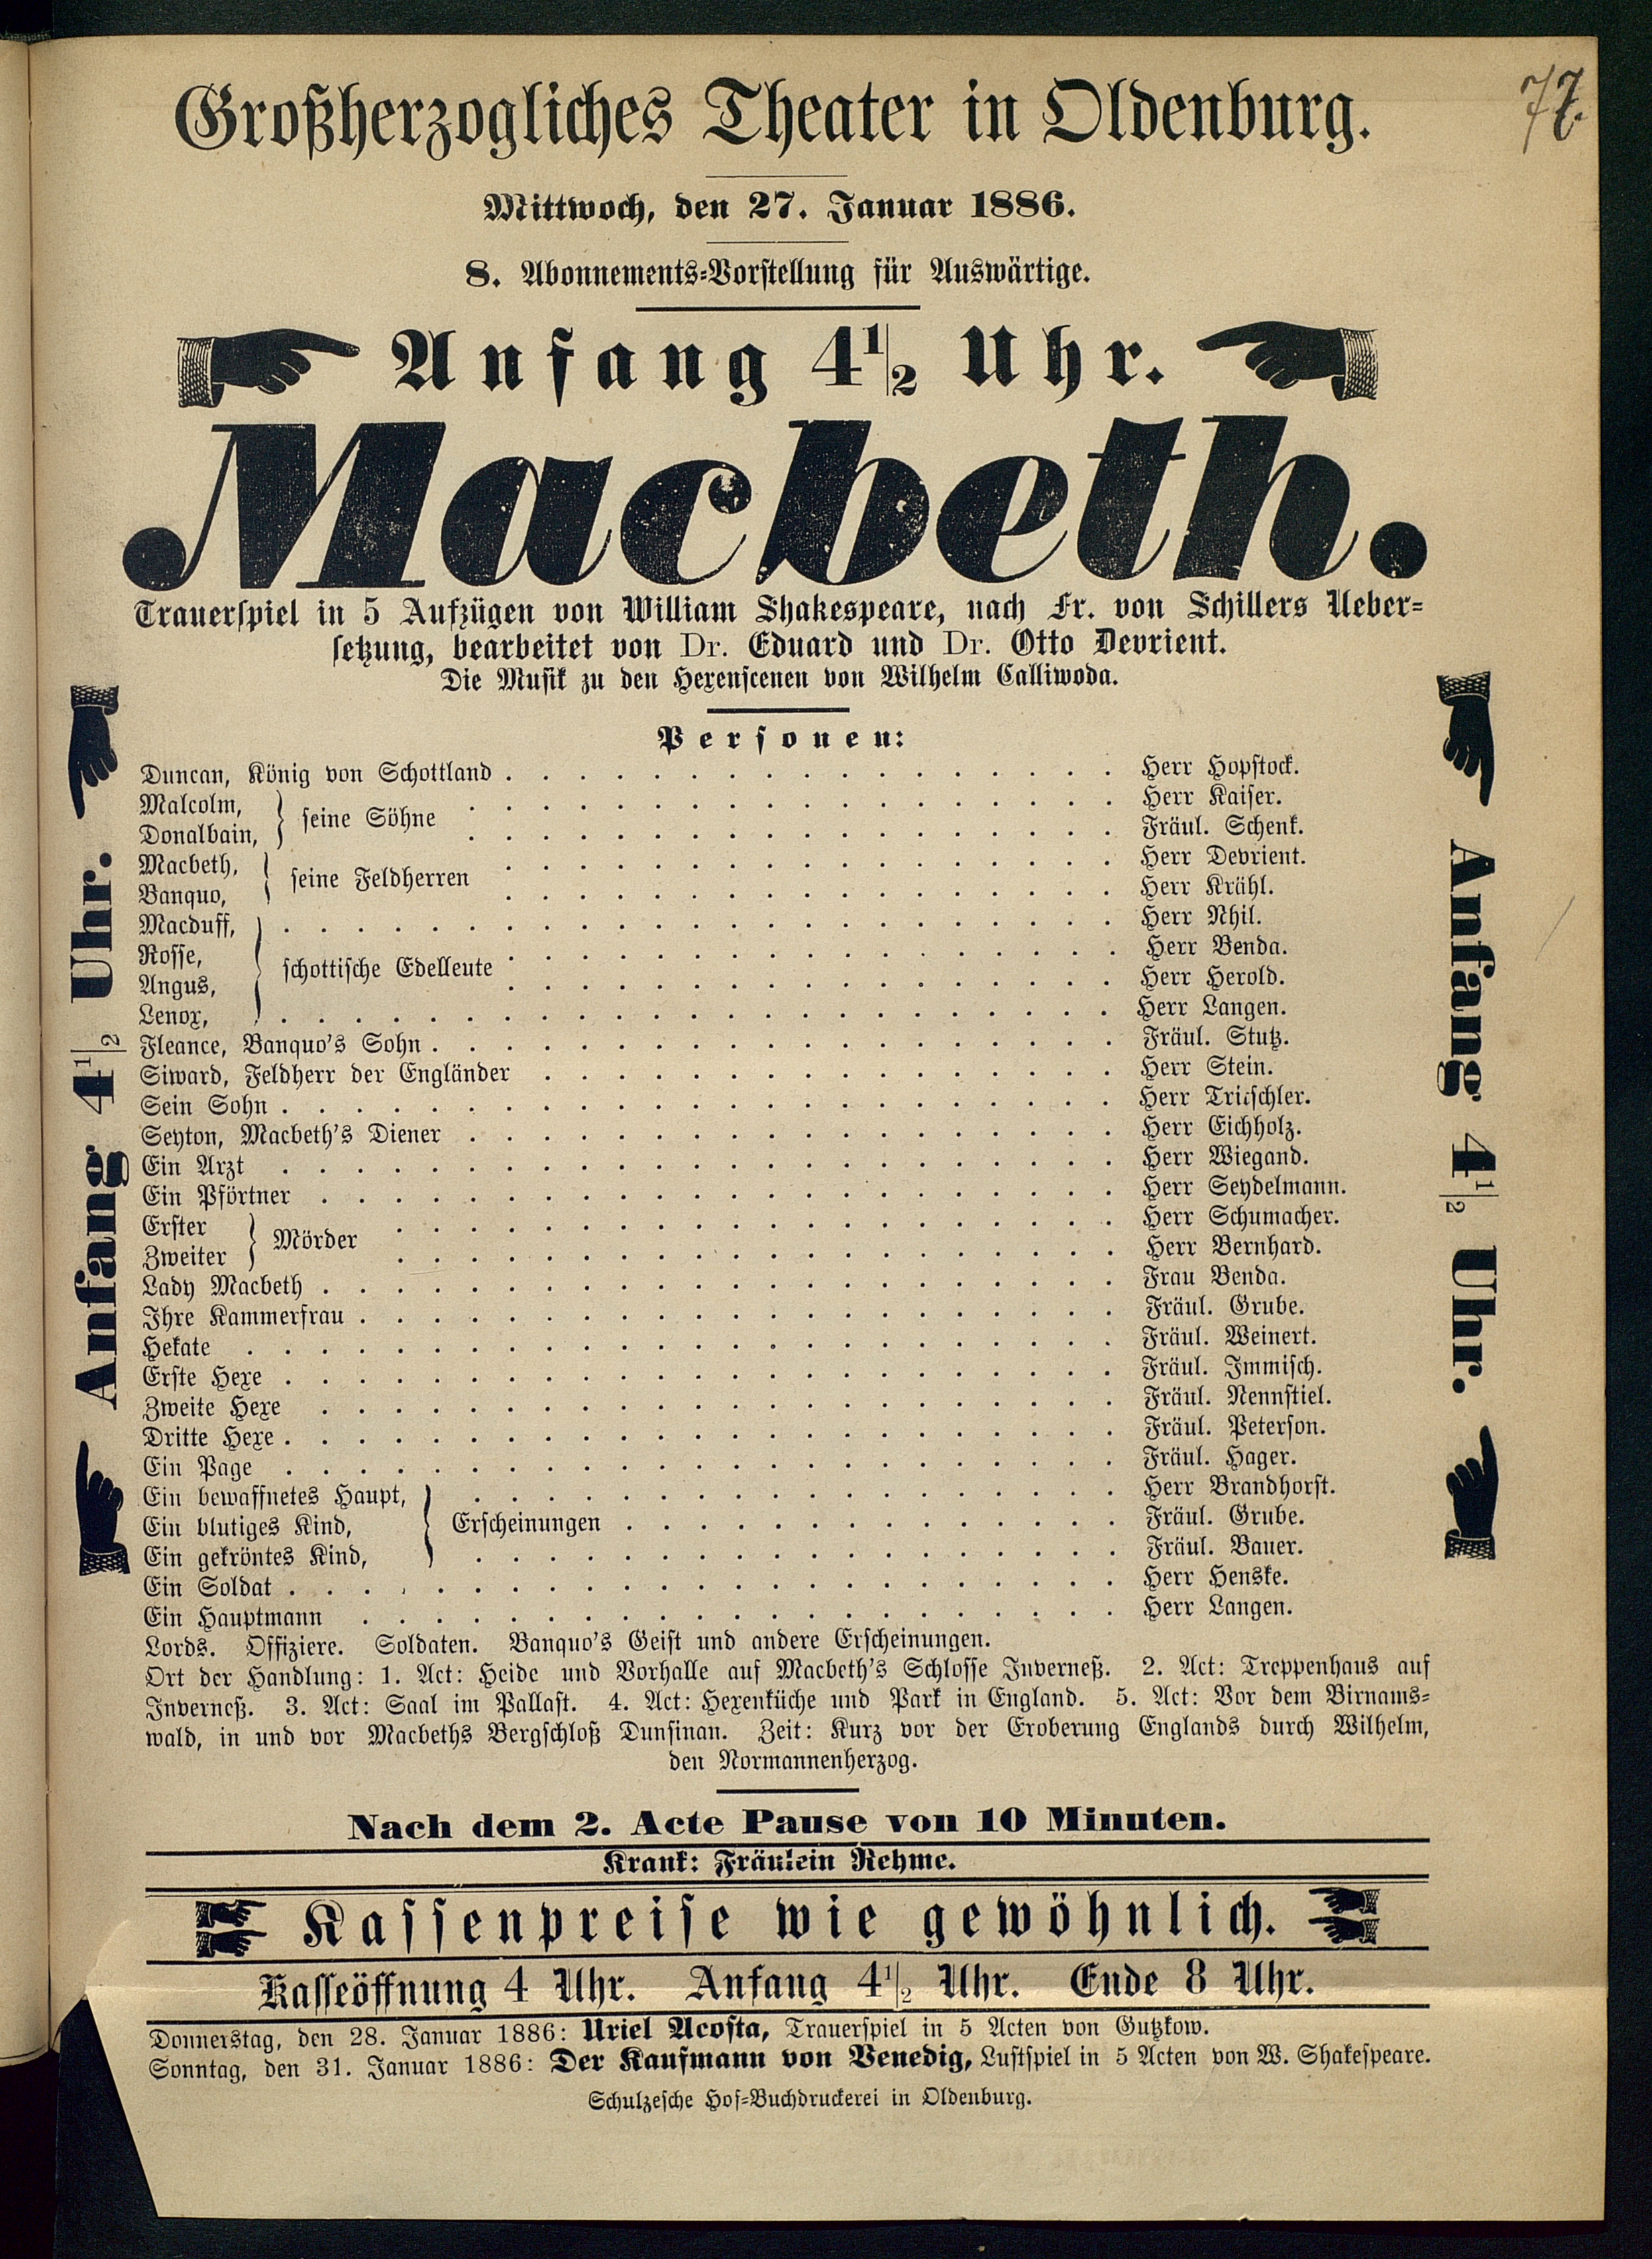 77.
Großherzogliches Theater in Oldenburg.
Mittwoch, den 27. Januar 1886.
8. Abonnements-Vorstellung für Auswärtige.
Anfang 4 1/2 Uhr.
Macbeth.
Trauerspiel in 5 Aufzügen von William Shakespeare, nach Fr. von Schillers Ueber-
setzung, bearbeitet von Dr. Eduard und Dr. Otto Devrient.
Die Musik zu den Hexenscenen von Wilhelm Calliwoda.
Anfang 4 1/2 Uhr.
Anfang 4 1/2 Uhr.
Personen:
Duncan, König von Schottland . . . Herr Hopstock.
Malcolm, } seine Söhne . . . Herr Kaiser.
Donalbain, } . . . Fräul. Schenk.
Macbeth, } seine Feldherren . . . Herr Devrient.
Banquo, } . . . Herr Krähl.
Macduff, } . . . Herr Nhil.
Rosse, } schottische Edelleute . . . Herr Benda.
Angus, } . . . Herr Herold.
Lenox, } . . . Herr Langen.
Fleance, Banquo's Sohn . . . Fräul. Stutz.
Siward, Feldherr der Engländer . . . Herr Stein.
Sein Sohn . . . Herr Tritschler.
Seyton, Macbeth's Diener . . . Herr Eichholz.
Ein Arzt . . . Herr Wiegand.
Ein Pförtner . . . Herr Seydelmann.
Erster } Mörder . . . Herr Schumacher.
Zweiter } . . . Herr Bernhard.
Lady Macbeth . . . Frau Benda.
Ihre Kammerfrau . . . Fräul. Grube.
Hekate . . . Fräul. Weinert.
Erste Hexe . . . Fräul. Immisch.
Zweite Hexe . . . Fräul. Nennstiel.
Dritte Hexe . . . Fräul. Peterson.
Ein Page . . . Fräul. Hager.
Ein bewaffnetes Haupt, } . . . Herr Brandhorst.
Ein blutiges Kind, } Erscheinungen . . . Fräul. Grube.
Ein gekröntes Kind, } . . . Fräul. Bauer.
Ein Soldat . . . Herr Henske.
Ein Hauptmann . . . Herr Langen.
Lords. Offiziere. Soldaten. Banquo's Geist und andere Erscheinungen.
Ort der Handlung: 1. Act: Heide und Vorhalle auf Macbeth's Schlosse Inverneß. 2. Act: Treppenhaus auf
Inverneß. 3. Act: Saal im Pallast. 4. Act: Hexenküche und Park in England. 5. Act: Vor dem Birnams-
wald, in und vor Macbeths Bergschloß Dunsinan. Zeit: Kurz vor der Eroberung Englands durch Wilhelm,
den Normannenherzog.
Nach dem 2. Acte Pause von 10 Minuten.
Krank: Fräulein Rehme.
Kassenpreise wie gewöhnlich.
Kasseöffnung 4 Uhr. Anfang 4 1/2 Uhr. Ende 8 Uhr.
Donnerstag, den 28. Januar 1886: Uriel Acosta, Trauerspiel in 5 Acten von Gutzkow.
Sonntag, den 31. Januar 1886: Der Kaufmann von Venedig, Lustspiel in 5 Acten von W. Shakespeare.
Schulzesche Hof-Buchdruckerei in Oldenburg.